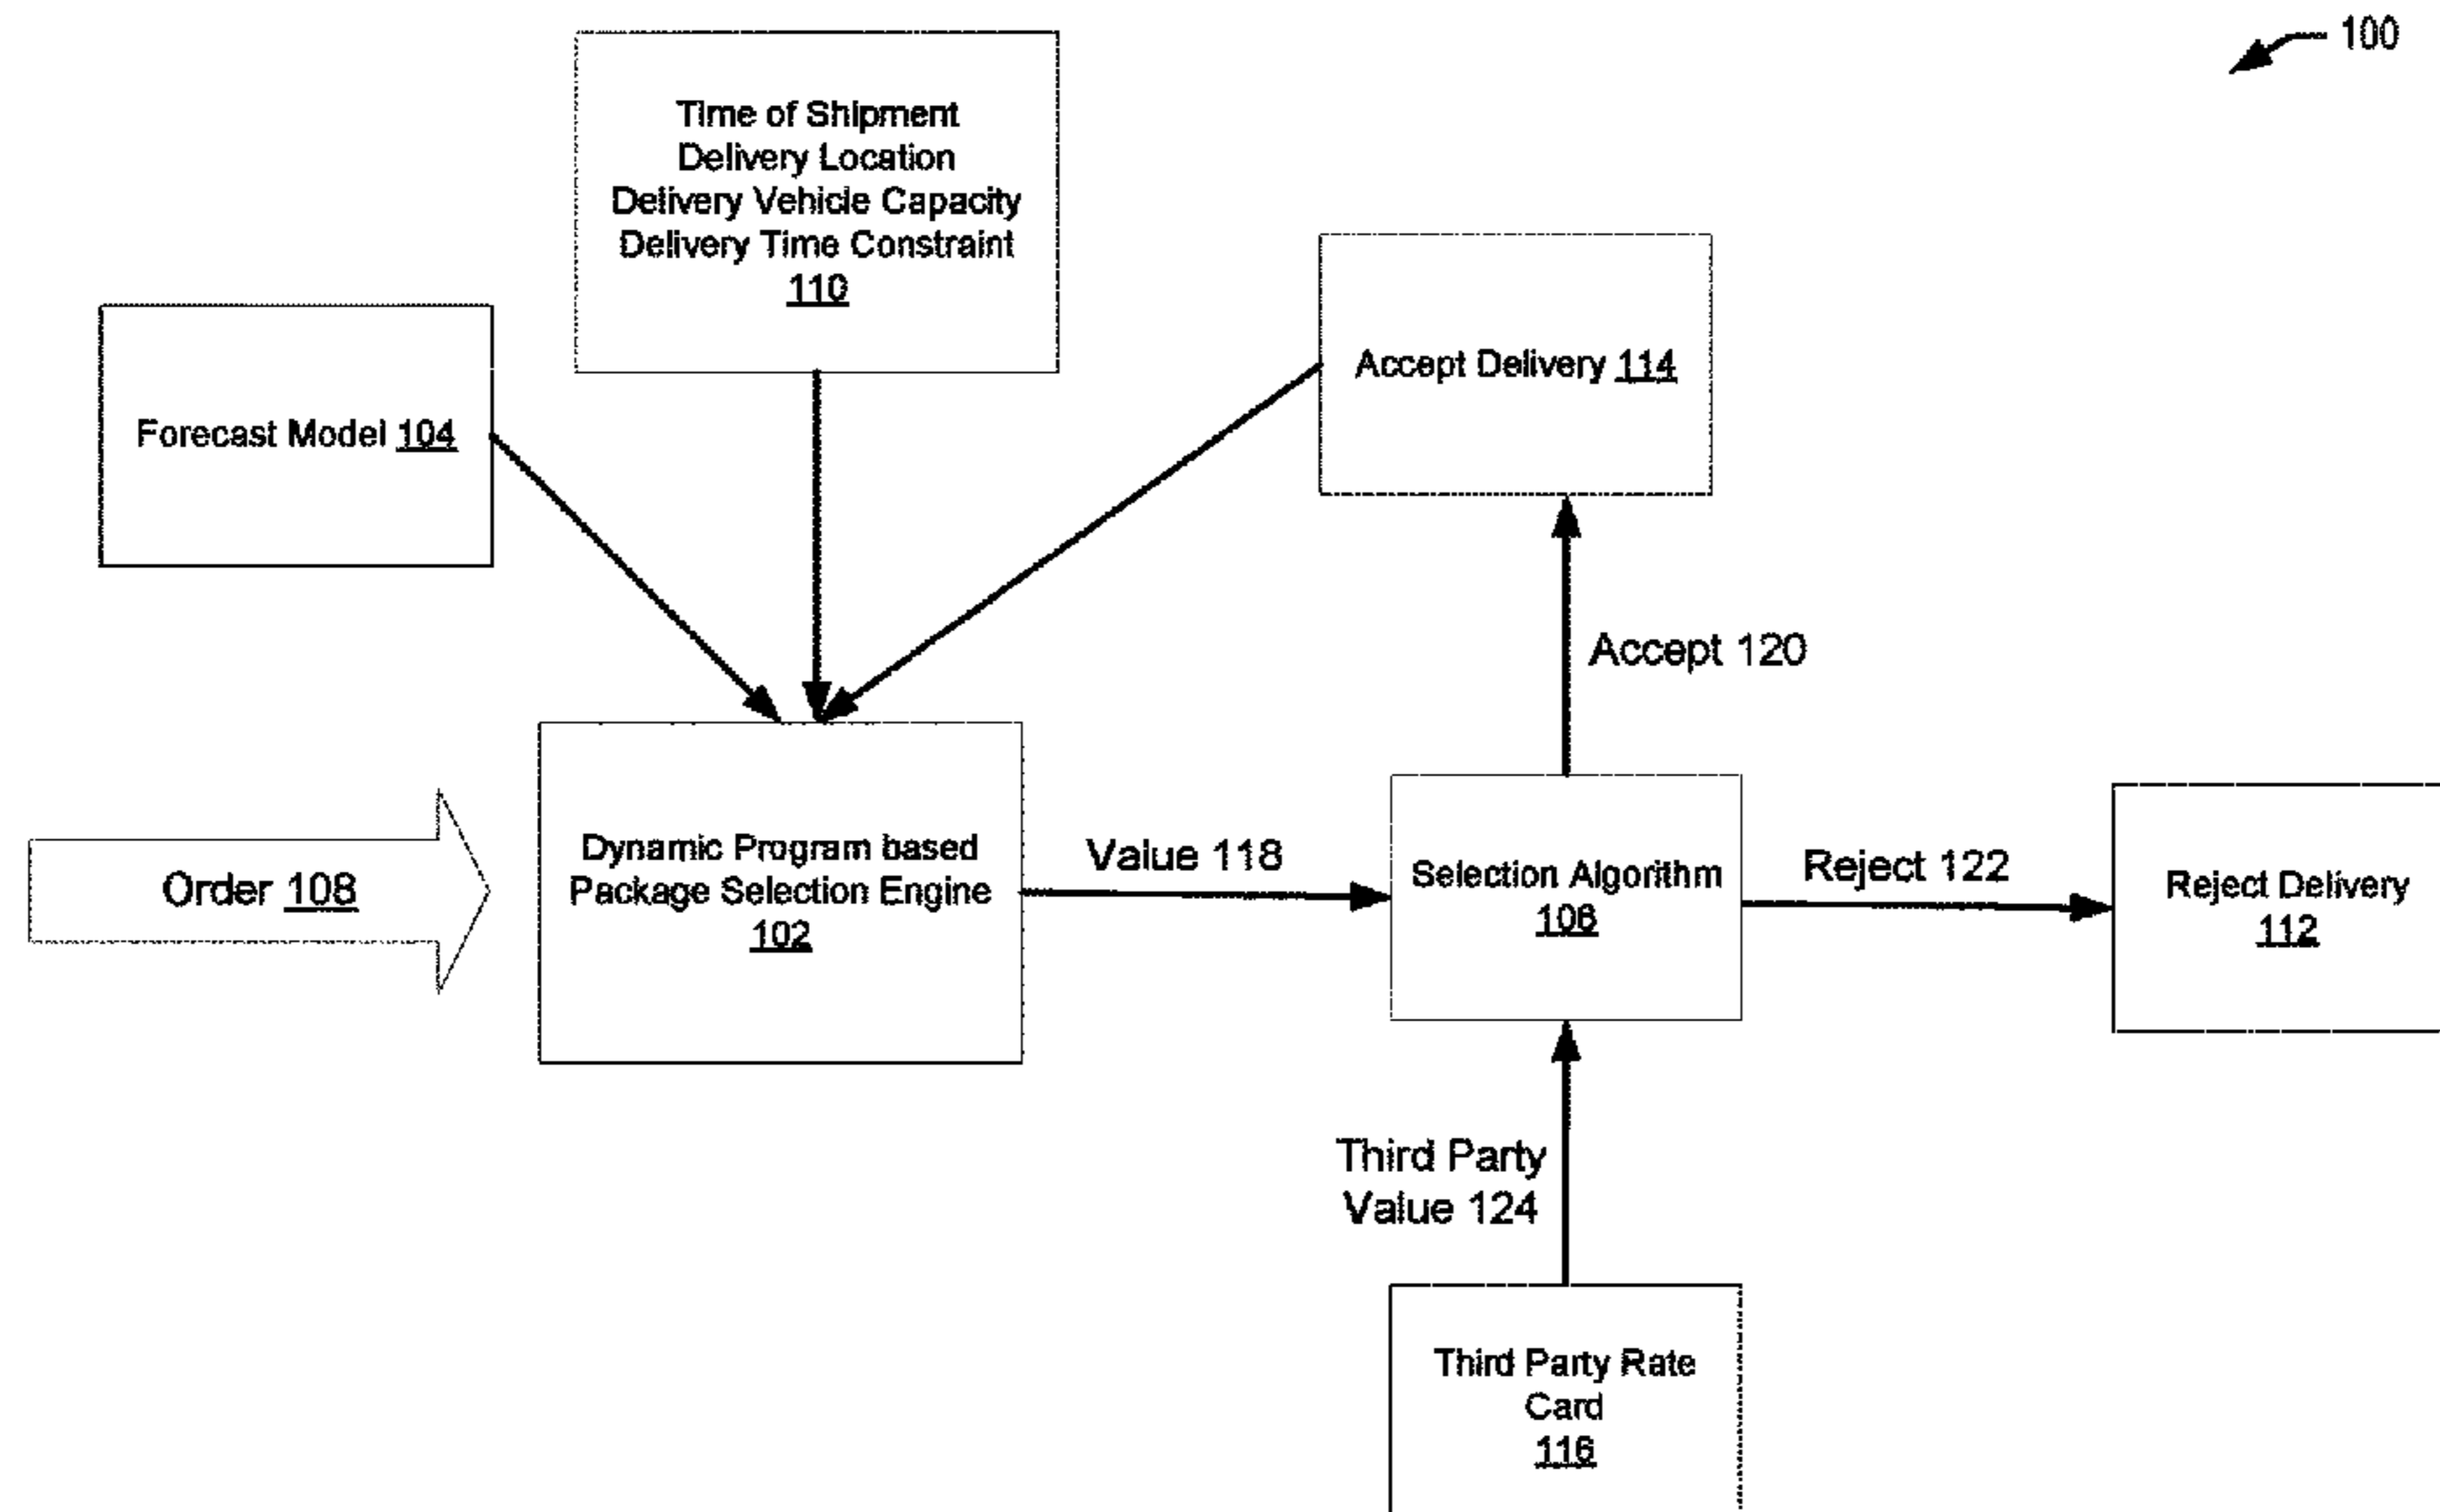 100
Time of Shipment
Delivery Location
Delivery Vehicle Capacity
Delivery Time Constraint
110
Forecast Model 104
Accept Delivery 114
Accept 120
Order 108
Dynamic Program based
Package Selection Engine
102
Value 118
Selection Algorithm
106
Reject 122
Reject Delivery
112
Third Party
Value 124
Third Party Rate
Card
116